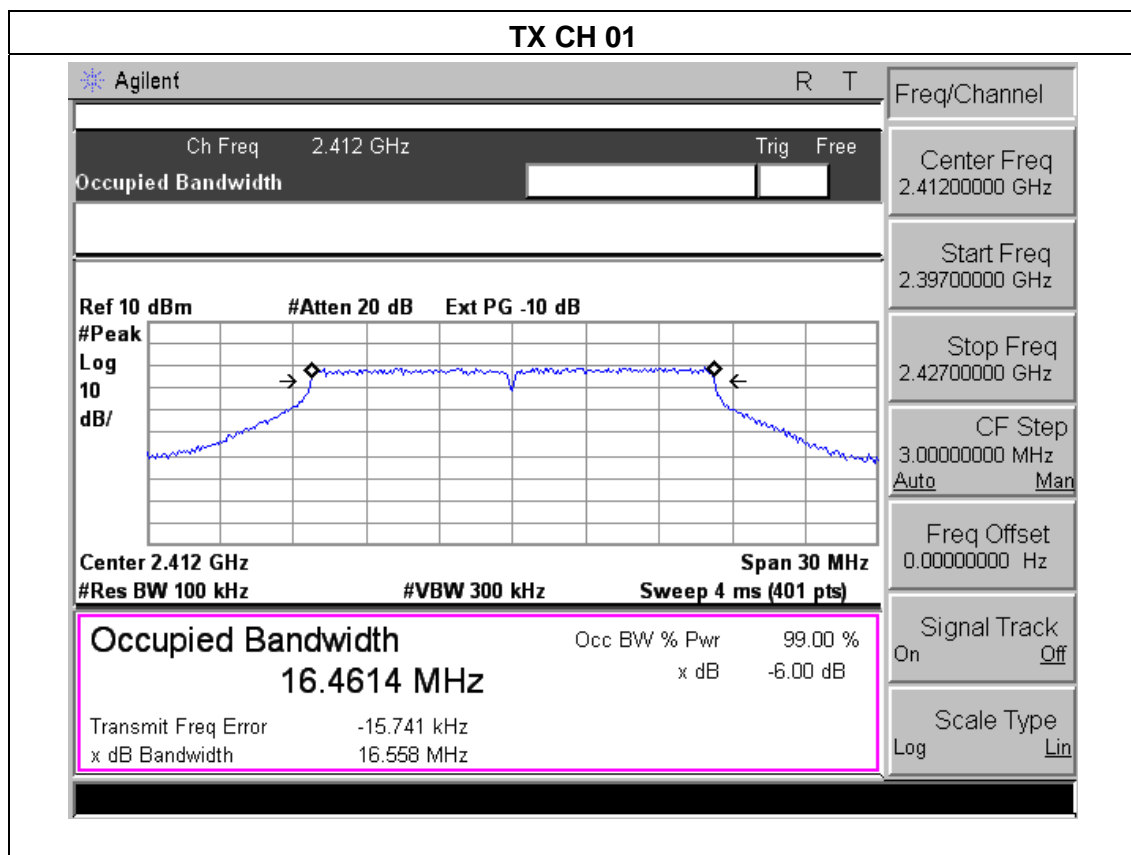 TX CH 01
Agilent R T
Freq/Channel
Ch Freq 2.412 GHz Trig Free
Occupied Bandwidth
Center Freq
2.41200000 GHz
Start Freq
2.39700000 GHz
Ref 10 dBm #Atten 20 dB Ext PG -10 dB
#Peak
Log
10
dB/
Stop Freq
2.42700000 GHz
CF Step
3.00000000 MHz
Auto Man
Freq Offset
0.00000000 Hz
Center 2.412 GHz Span 30 MHz
#Res BW 100 kHz #VBW 300 kHz Sweep 4 ms (401 pts)
Occupied Bandwidth Occ BW % Pwr 99.00 %
16.4614 MHz x dB -6.00 dB
Transmit Freq Error -15.741 kHz
x dB Bandwidth 16.558 MHz
Signal Track
On Off
Scale Type
Log Lin